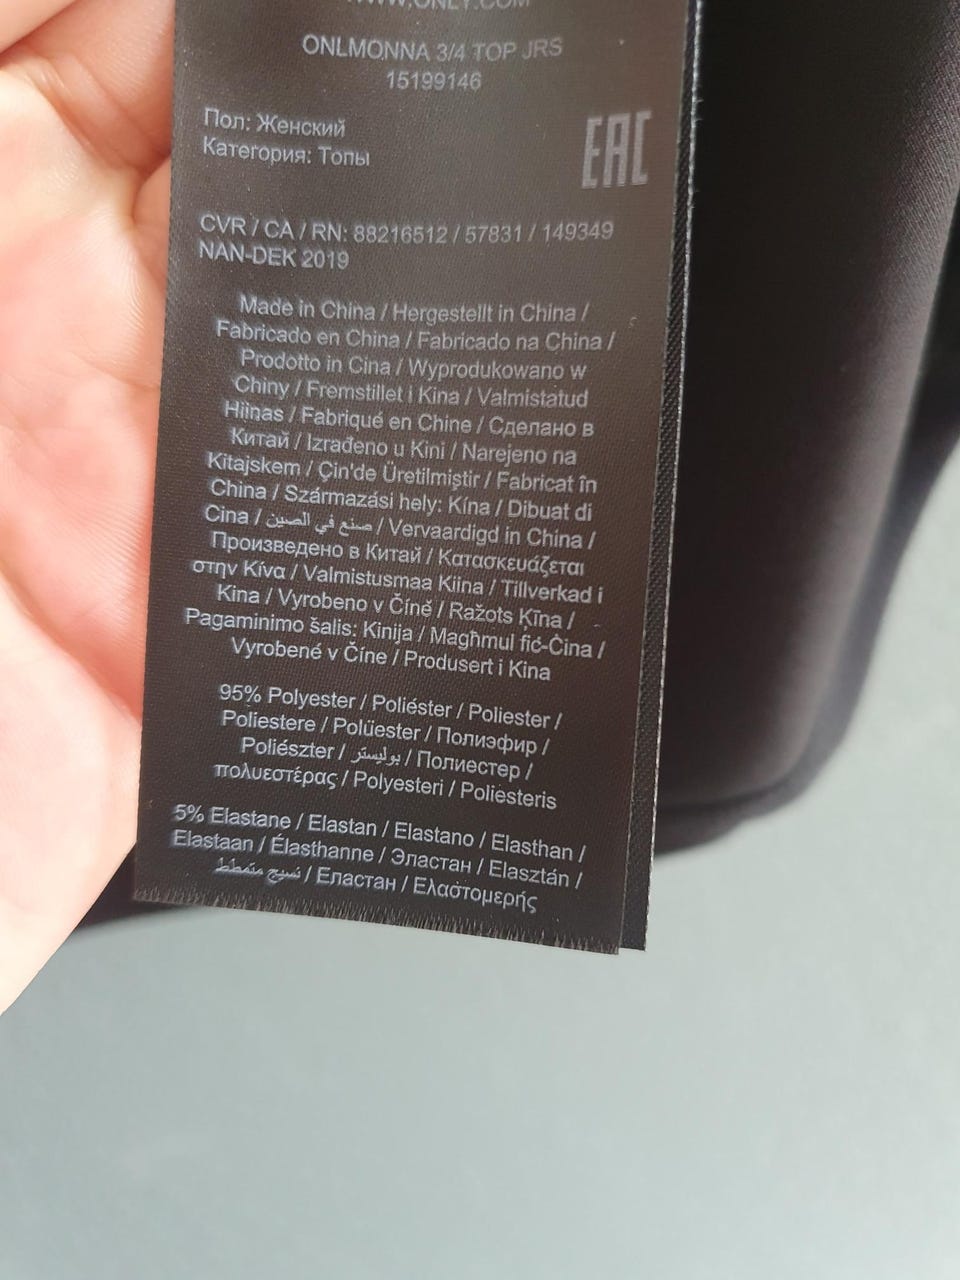 WWW.ONLY.COM
ONLMONNA 3/4 TOP JRS
15199146
Пол: Женский
Категория: Топы
EAC
CVR / CA / RN: 88216512 / 57831 / 149349
NAN-DEK 2019
Made in China / Hergestellt in China /
Fabricado en China / Fabricado na China /
Prodotto in Cina / Wyprodukowano w
Chiny / Fremstillet i Kina / Valmistatud
Hiinas / Fabriqué en Chine / Сделано в
Китай / Izrađeno u Kini / Narejeno na
Kitajskem / Çin'de Üretilmiştir / Fabricat în
China / Származási hely: Kína / Dibuat di
Cina / صنع في الصين / Vervaardigd in China /
Произведено в Китай / Κατασκευάζεται
στην Κίνα / Valmistusmaa Kiina / Tillverkad i
Kina / Vyrobeno v Číně / Ražots Ķīna /
Pagaminimo šalis: Kinija / Magħmul fiċ-Ċina /
Vyrobené v Číne / Produsert i Kina
95% Polyester / Poliéster / Poliester /
Poliestere / Polüester / Полиэфир /
Poliészter / بوليستر / Полиестер /
πολυεστέρας / Polyesteri / Poliesteris
5% Elastane / Elastan / Elastano / Elasthan /
Elastaan / Élasthanne / Эластан / Elasztán /
نسيج متمطط / Еластан / Ελαστομερής